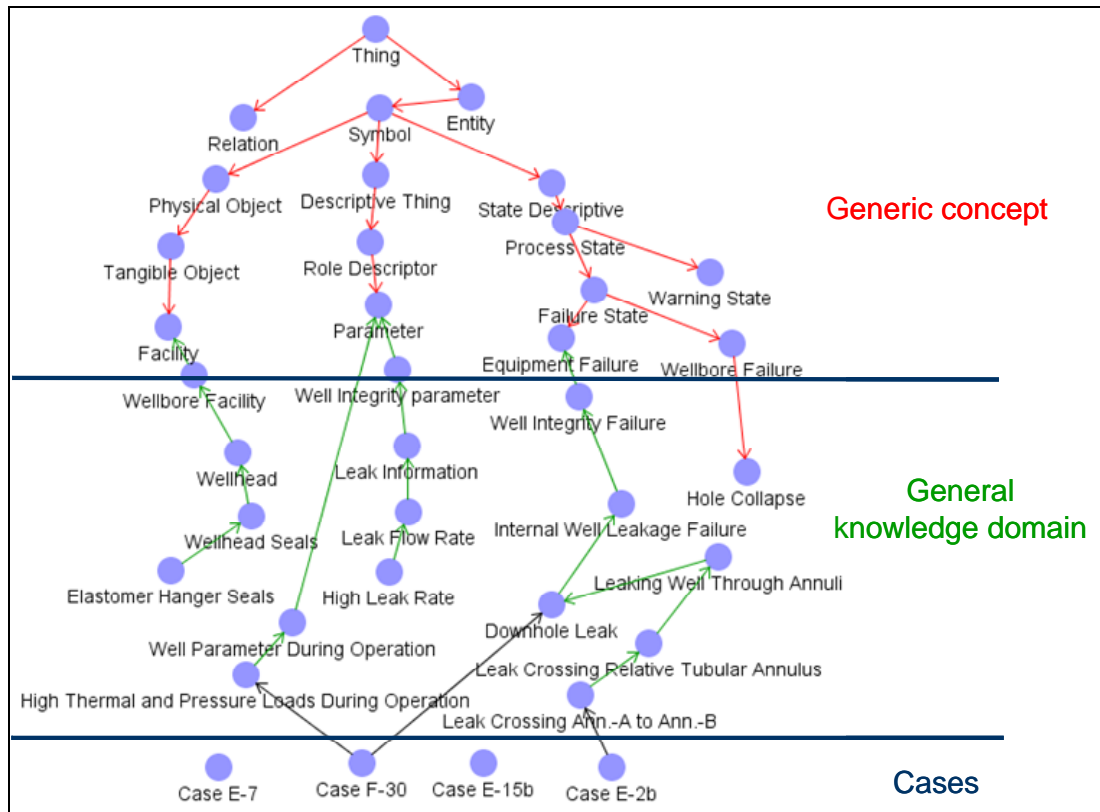 Thing
Entity
Relation
Symbol
Physical Object
Descriptive Thing
State Descriptive
Generic concept
Process State
Tangible Object
Role Descriptor
Warning State
Failure State
Parameter
Facility
Equipment Failure
Wellbore Failure
Wellbore Facility
Well Integrity parameter
Well Integrity Failure
Wellhead
Leak Information
Hole Collapse
General
knowledge domain
Internal Well Leakage Failure
Wellhead Seals
Leak Flow Rate
Leaking Well Through Annuli
Elastomer Hanger Seals
High Leak Rate
Downhole Leak
Well Parameter During Operation
Leak Crossing Relative Tubular Annulus
High Thermal and Pressure Loads During Operation
Leak Crossing Ann.-A to Ann.-B
Case E-7
Case F-30
Case E-15b
Case E-2b
Cases